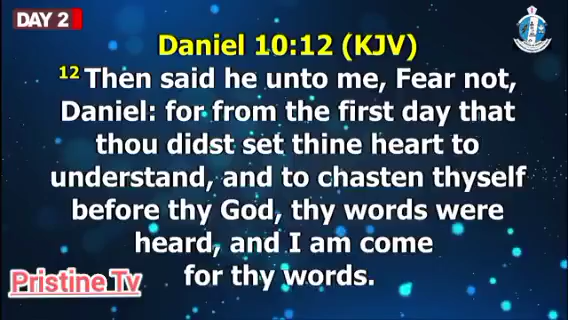 DAY 2
Daniel 10:12 (KJV)
12 Then said he unto me, Fear not,
Daniel: for from the first day that
thou didst set thine heart to
understand, and to chasten thyself
before thy God, thy words were
heard, and I am come
for thy words.
Pristine Tv